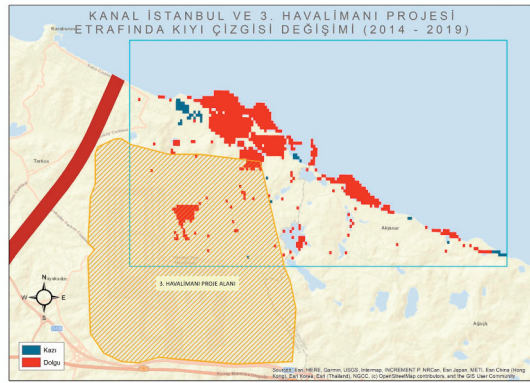 KANAL İSTANBUL VE 3. HAVALİMANI PROJESİ
ETRAFINDA KIYI ÇİZGİSİ DEĞİŞİMİ (2014 - 2019)
Karaburun
Terkos
Akpınar
Ağaçlı
3. HAVALİMANI PROJE ALANI
N
W
E
S
Kazı
Dolgu
Sources: Esri, HERE, Garmin, USGS, Intermap, INCREMENT P, NRCan, Esri Japan, METI, Esri China (Hong
Kong), Esri Korea, Esri (Thailand), NGCC, (c) OpenStreetMap contributors, and the GIS User Community